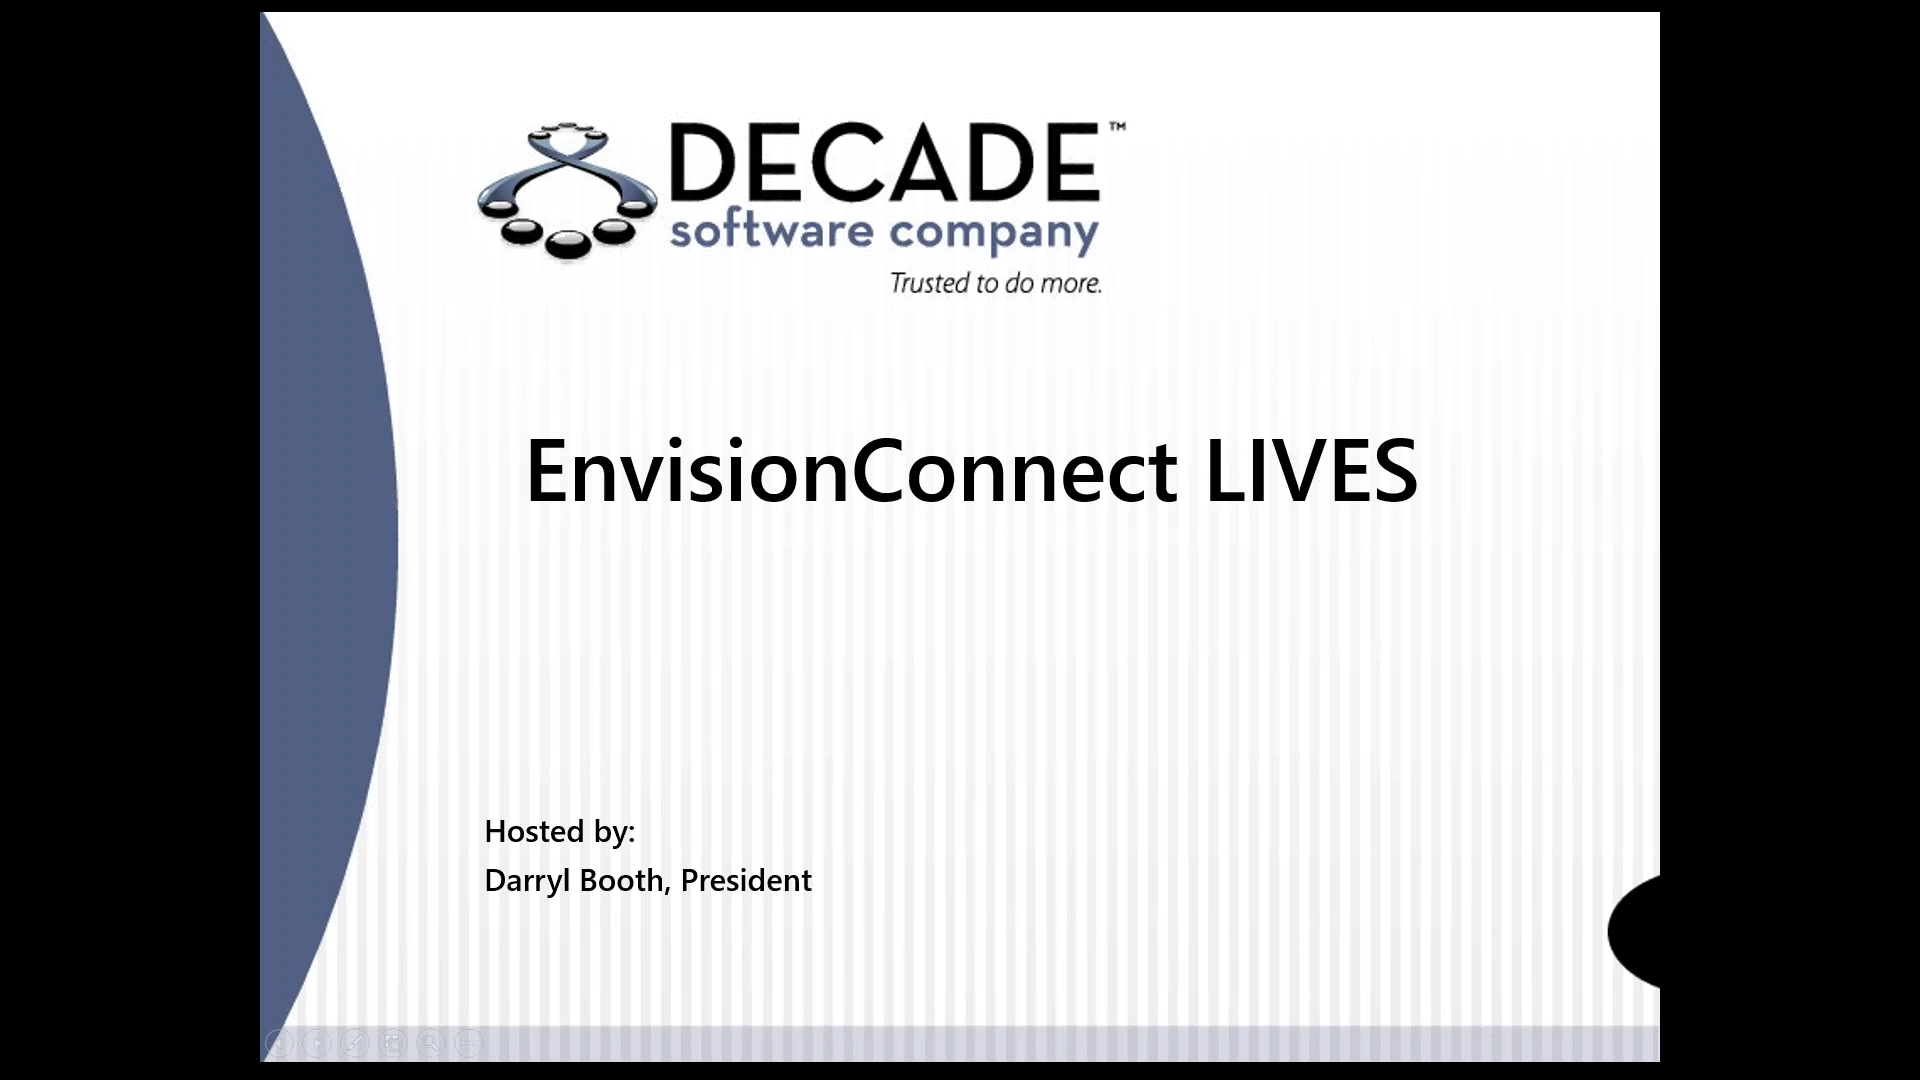 DECADE™
software company
Trusted to do more.
EnvisionConnect LIVES
Hosted by:
Darryl Booth, President